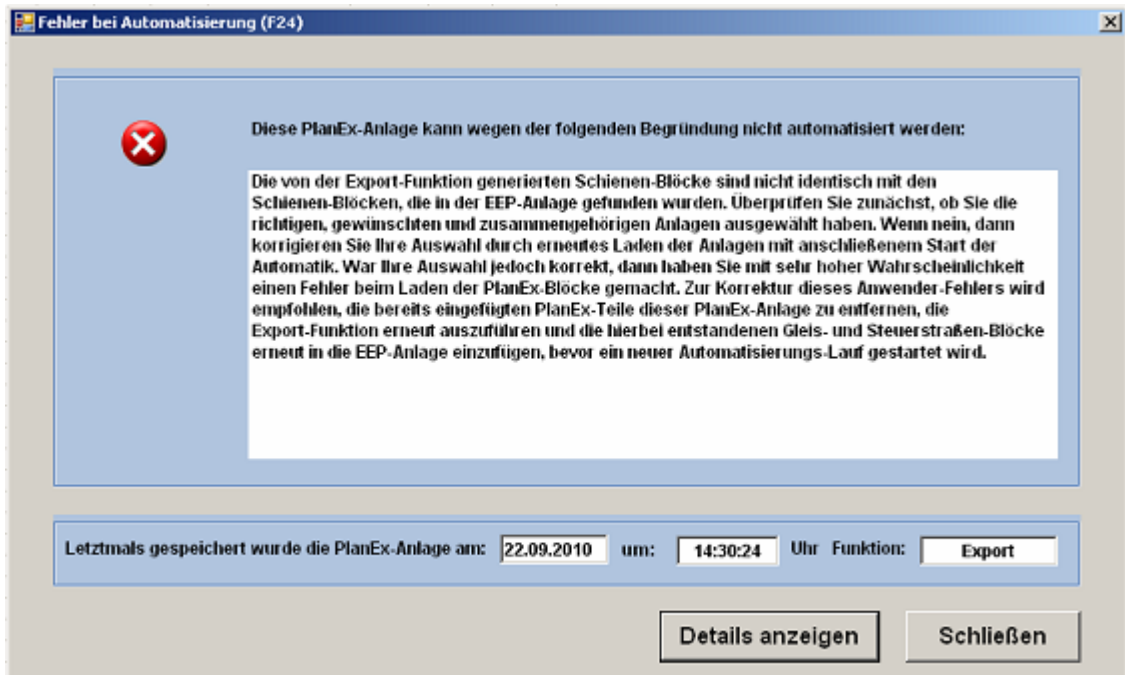 Fehler bei Automatisierung (F24)
Diese PlanEx-Anlage kann wegen der folgenden Begründung nicht automatisiert werden:
Die von der Export-Funktion generierten Schienen-Blöcke sind nicht identisch mit den
Schienen-Blöcken, die in der EEP-Anlage gefunden wurden. Überprüfen Sie zunächst, ob Sie die
richtigen, gewünschten und zusammengehörigen Anlagen ausgewählt haben. Wenn nein, dann
korrigieren Sie Ihre Auswahl durch erneutes Laden der Anlagen mit anschließenem Start der
Automatik. War Ihre Auswahl jedoch korrekt, dann haben Sie mit sehr hoher Wahrscheinlichkeit
einen Fehler beim Laden der PlanEx-Blöcke gemacht. Zur Korrektur dieses Anwender-Fehlers wird
empfohlen, die bereits eingefügten PlanEx-Teile dieser PlanEx-Anlage zu entfernen, die
Export-Funktion erneut auszuführen und die hierbei entstandenen Gleis- und Steuerstraßen-Blöcke
erneut in die EEP-Anlage einzufügen, bevor ein neuer Automatisierungs-Lauf gestartet wird.
Letztmals gespeichert wurde die PlanEx-Anlage am: 22.09.2010 um: 14:30:24 Uhr Funktion: Export
Details anzeigen Schließen